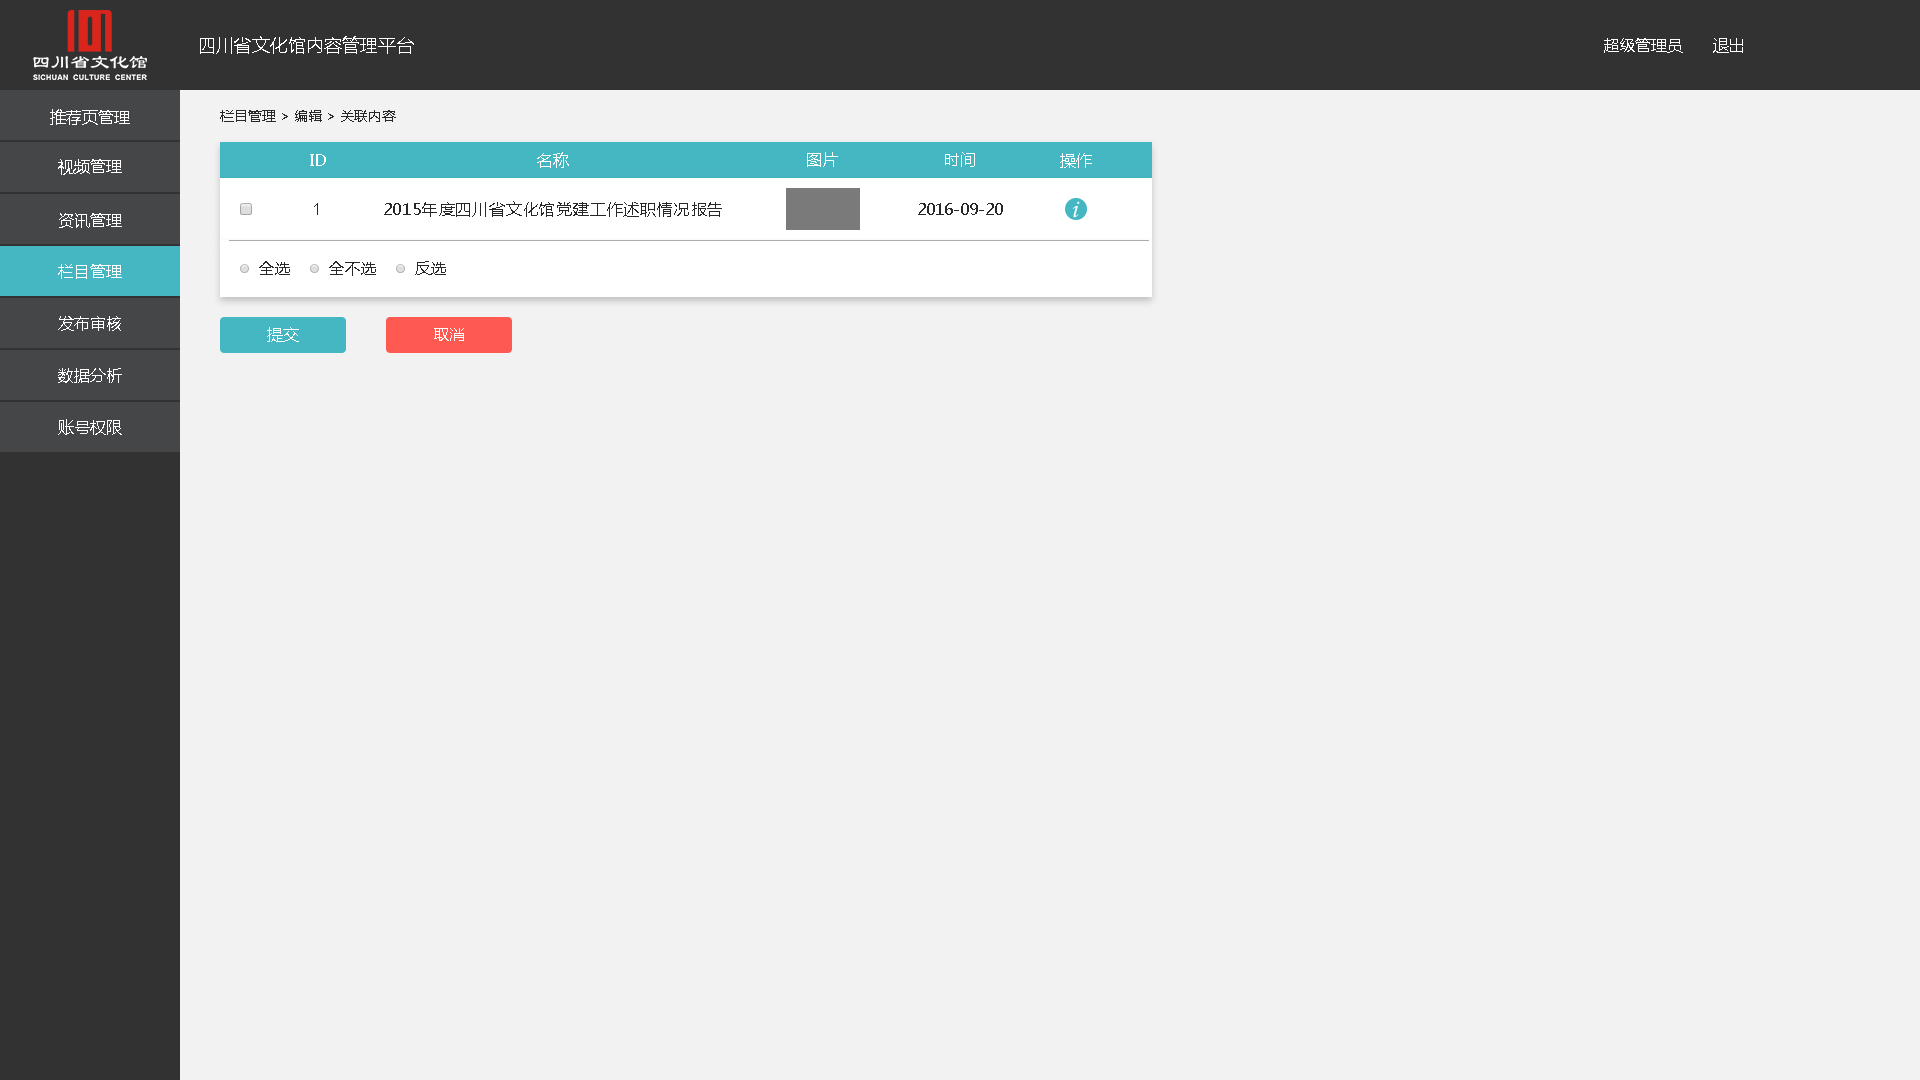 四川省文化馆
SICHUAN CULTURE CENTER
四川省文化馆内容管理平台
超级管理员 退出
推荐页管理
视频管理
资讯管理
栏目管理
发布审核
数据分析
账号权限
栏目管理 > 编辑 > 关联内容
ID 名称 图片 时间 操作
1 2015年度四川省文化馆党建工作述职情况报告 2016-09-20 i
全选 全不选 反选
提交 取消